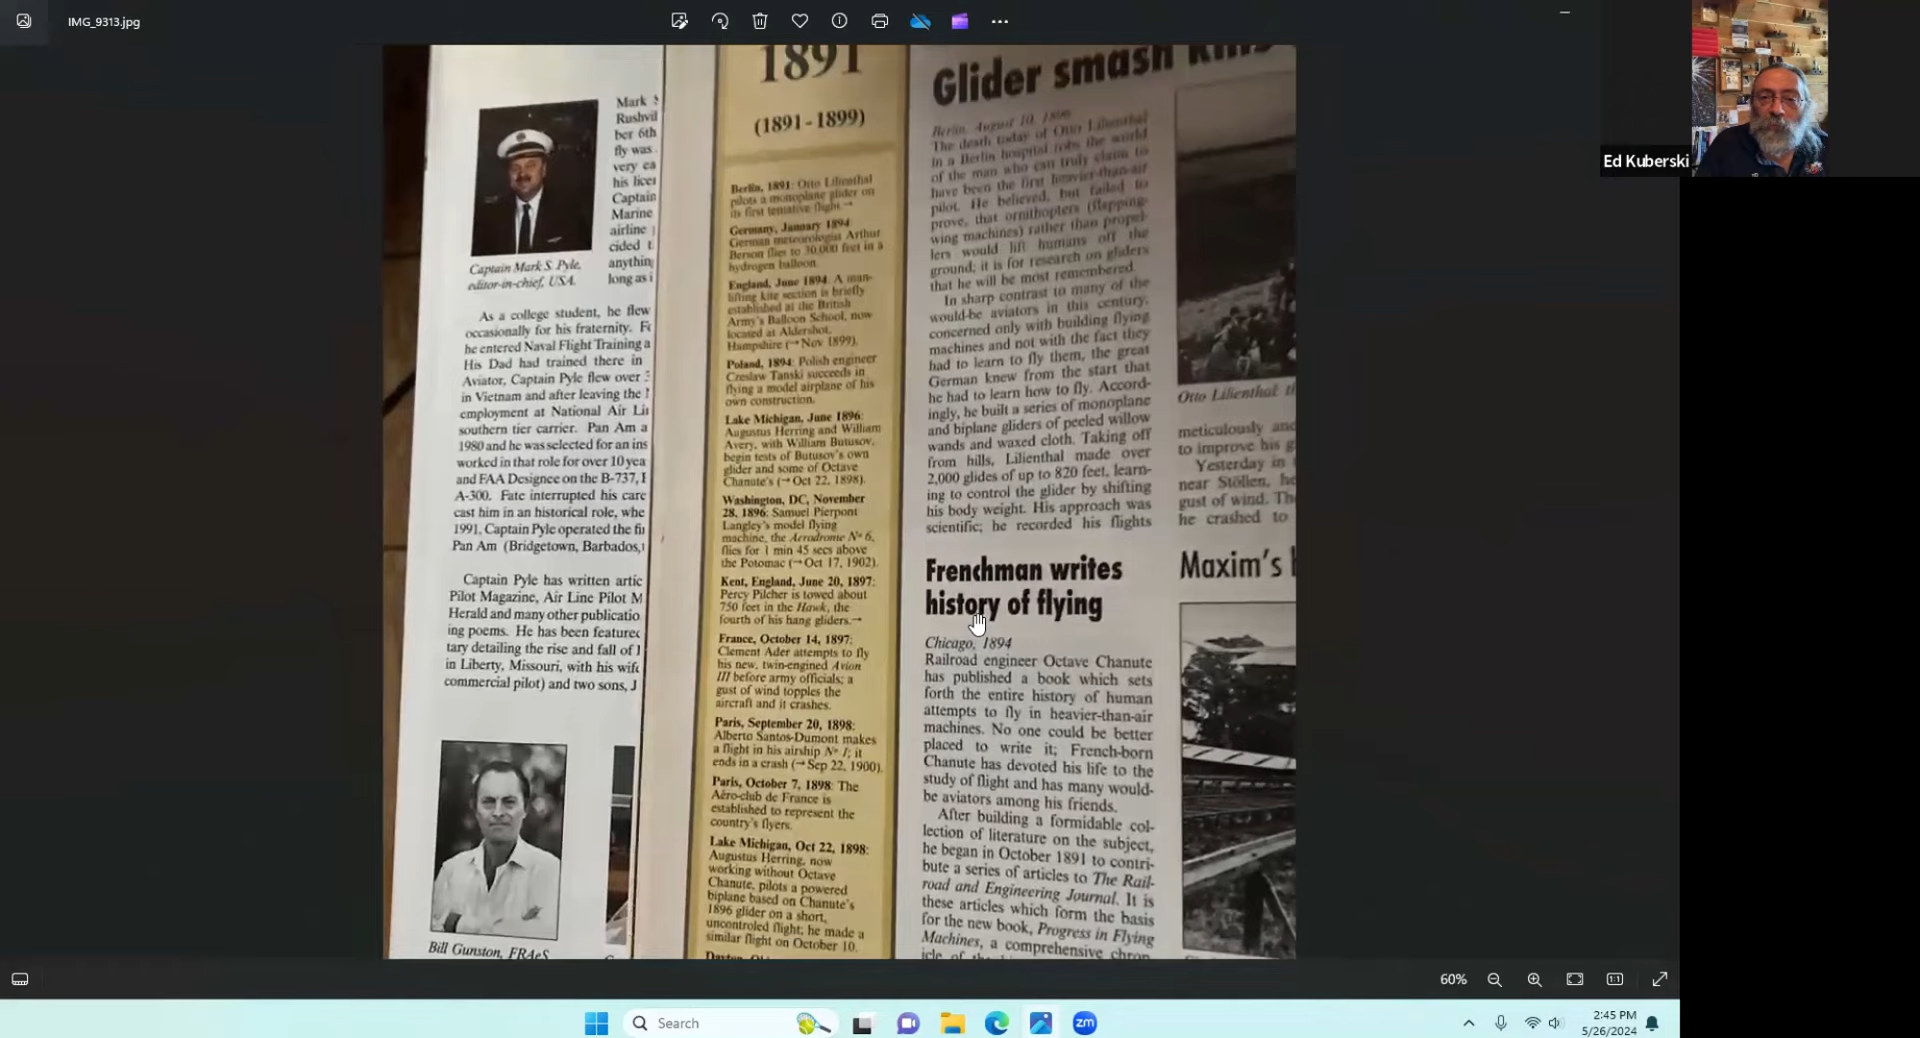 IMG_9313.jpg
Ed Kuberski
Mark S
Rushvil
ber 6th
fly was
very ea
his licer
Captain
Marine
airline
cided t
anything
long as i
Captain Mark S. Pyle,
editor-in-chief, USA.
As a college student, he flew
occasionally for his fraternity. Fo
he entered Naval Flight Training a
His Dad had trained there in
Aviator, Captain Pyle flew over
in Vietnam and after leaving the
employment at National Air Lin
southern tier carrier. Pan Am a
1980 and he was selected for an ins
worked in that role for over 10 yea
and FAA Designee on the B-737,
A-300. Fate interrupted his care
cast him in an historical role, whe
1991, Captain Pyle operated the fi
Pan Am (Bridgetown, Barbados,
Captain Pyle has written artic
Pilot Magazine, Air Line Pilot M
Herald and many other publicatio
ing poems. He has been featured
tary detailing the rise and fall of
in Liberty, Missouri, with his wife
commercial pilot) and two sons, J
Bill Gunston, FRAeS
1891
(1891-1899)
Berlin, 1891: Otto Lilienthal
pilots a monoplane glider on
its first tentative flight.→
Germany, January 1894
German meteorologist Arthur
Berson flies to 30,000 feet in a
hydrogen balloon.
England, June 1894: A man-
lifting kite section is briefly
established at the British
Army's Balloon School, now
located at Aldershot,
Hampshire (→Nov 1899).
Poland, 1894: Polish engineer
Czeslaw Tanski succeeds in
flying a model airplane of his
own construction.
Lake Michigan, June 1896:
Augustus Herring and William
Avery, with William Butusov,
begin tests of Butusov's own
glider and some of Octave
Chanute's (→Oct 22, 1898).
Washington, DC, November
28, 1896: Samuel Pierpont
Langley's model flying
machine, the Aerodrome Nº 6,
flies for 1 min 45 secs above
the Potomac (→Oct 17, 1902).
Kent, England, June 20, 1897:
Percy Pilcher is towed about
750 feet in the Hawk, the
fourth of his hang gliders.→
France, October 14, 1897:
Clement Ader attempts to fly
his new, twin-engined Avion
III before army officials; a
gust of wind topples the
aircraft and it crashes.
Paris, September 20, 1898:
Alberto Santos-Dumont makes
a flight in his airship Nº 1; it
ends in a crash (→Sep 22, 1900).
Paris, October 7, 1898: The
Aéro-club de France is
established to represent the
country's flyers.
Lake Michigan, Oct 22, 1898:
Augustus Herring, now
working without Octave
Chanute, pilots a powered
biplane based on Chanute's
1896 glider on a short,
uncontroled flight; he made a
similar flight on October 10.
Glider smash kills
Berlin, August 10, 1896
The death today of Otto Lilienthal
in a Berlin hospital robs the world
of the man who can truly claim to
have been the first heavier-than-air
pilot. He believed, but failed to
prove, that ornithopters (flapping-
wing machines) rather than propel-
lers would lift humans off the
ground; it is for research on gliders
that he will be most remembered.
In sharp contrast to many of the
would-be aviators in this century,
concerned only with building flying
machines and not with the fact they
had to learn to fly them, the great
German knew from the start that
he had to learn how to fly. Accord-
ingly, he built a series of monoplane
and biplane gliders of peeled willow
wands and waxed cloth. Taking off
from hills, Lilienthal made over
2,000 glides of up to 820 feet, learn-
ing to control the glider by shifting
his body weight. His approach was
scientific; he recorded his flights
Frenchman writes
history of flying
Chicago, 1894
Railroad engineer Octave Chanute
has published a book which sets
forth the entire history of human
attempts to fly in heavier-than-air
machines. No one could be better
placed to write it; French-born
Chanute has devoted his life to the
study of flight and has many would-
be aviators among his friends.
After building a formidable col-
lection of literature on the subject,
he began in October 1891 to contri-
bute a series of articles to The Rail-
road and Engineering Journal. It is
these articles which form the basis
for the new book, Progress in Flying
Machines, a comprehensive chron-
icle of
Otto Lilienthal th
meticulously and
to improve his g
Yesterday in
near Stöllen, he
gust of wind. Th
he crashed to
Maxim's
60%
Search
zm
2:45 PM
5/26/2024